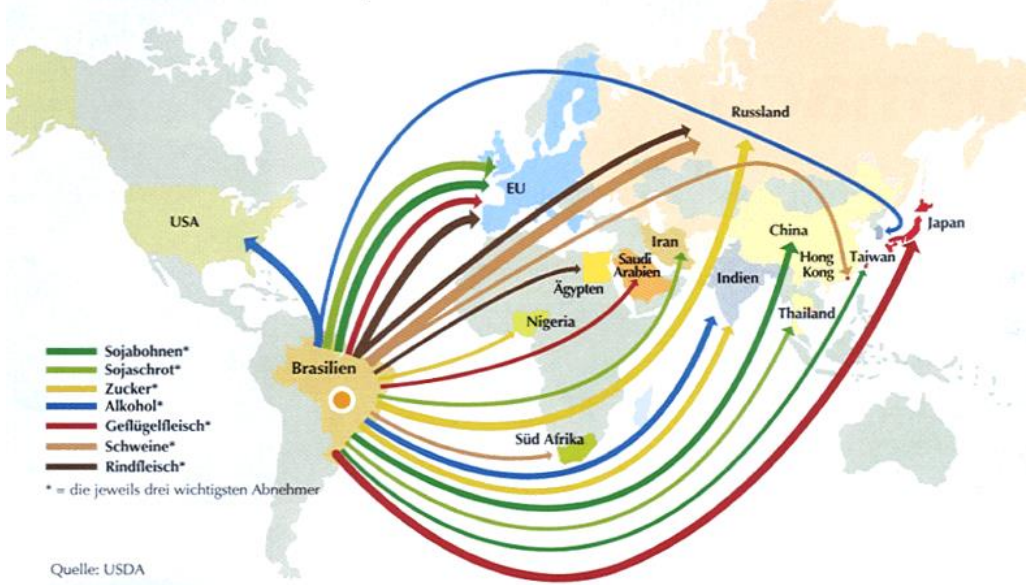 Russland
EU
USA
Japan
China
Iran
Hong
Kong
Taiwan
Saudi
Arabien
Indien
Ägypten
Thailand
Nigeria
Brasilien
Sojabohnen*
Sojaschrot*
Zucker*
Alkohol*
Geflügelfleisch*
Schweine*
Rindfleisch*
* = die jeweils drei wichtigsten Abnehmer
Süd Afrika
Quelle: USDA